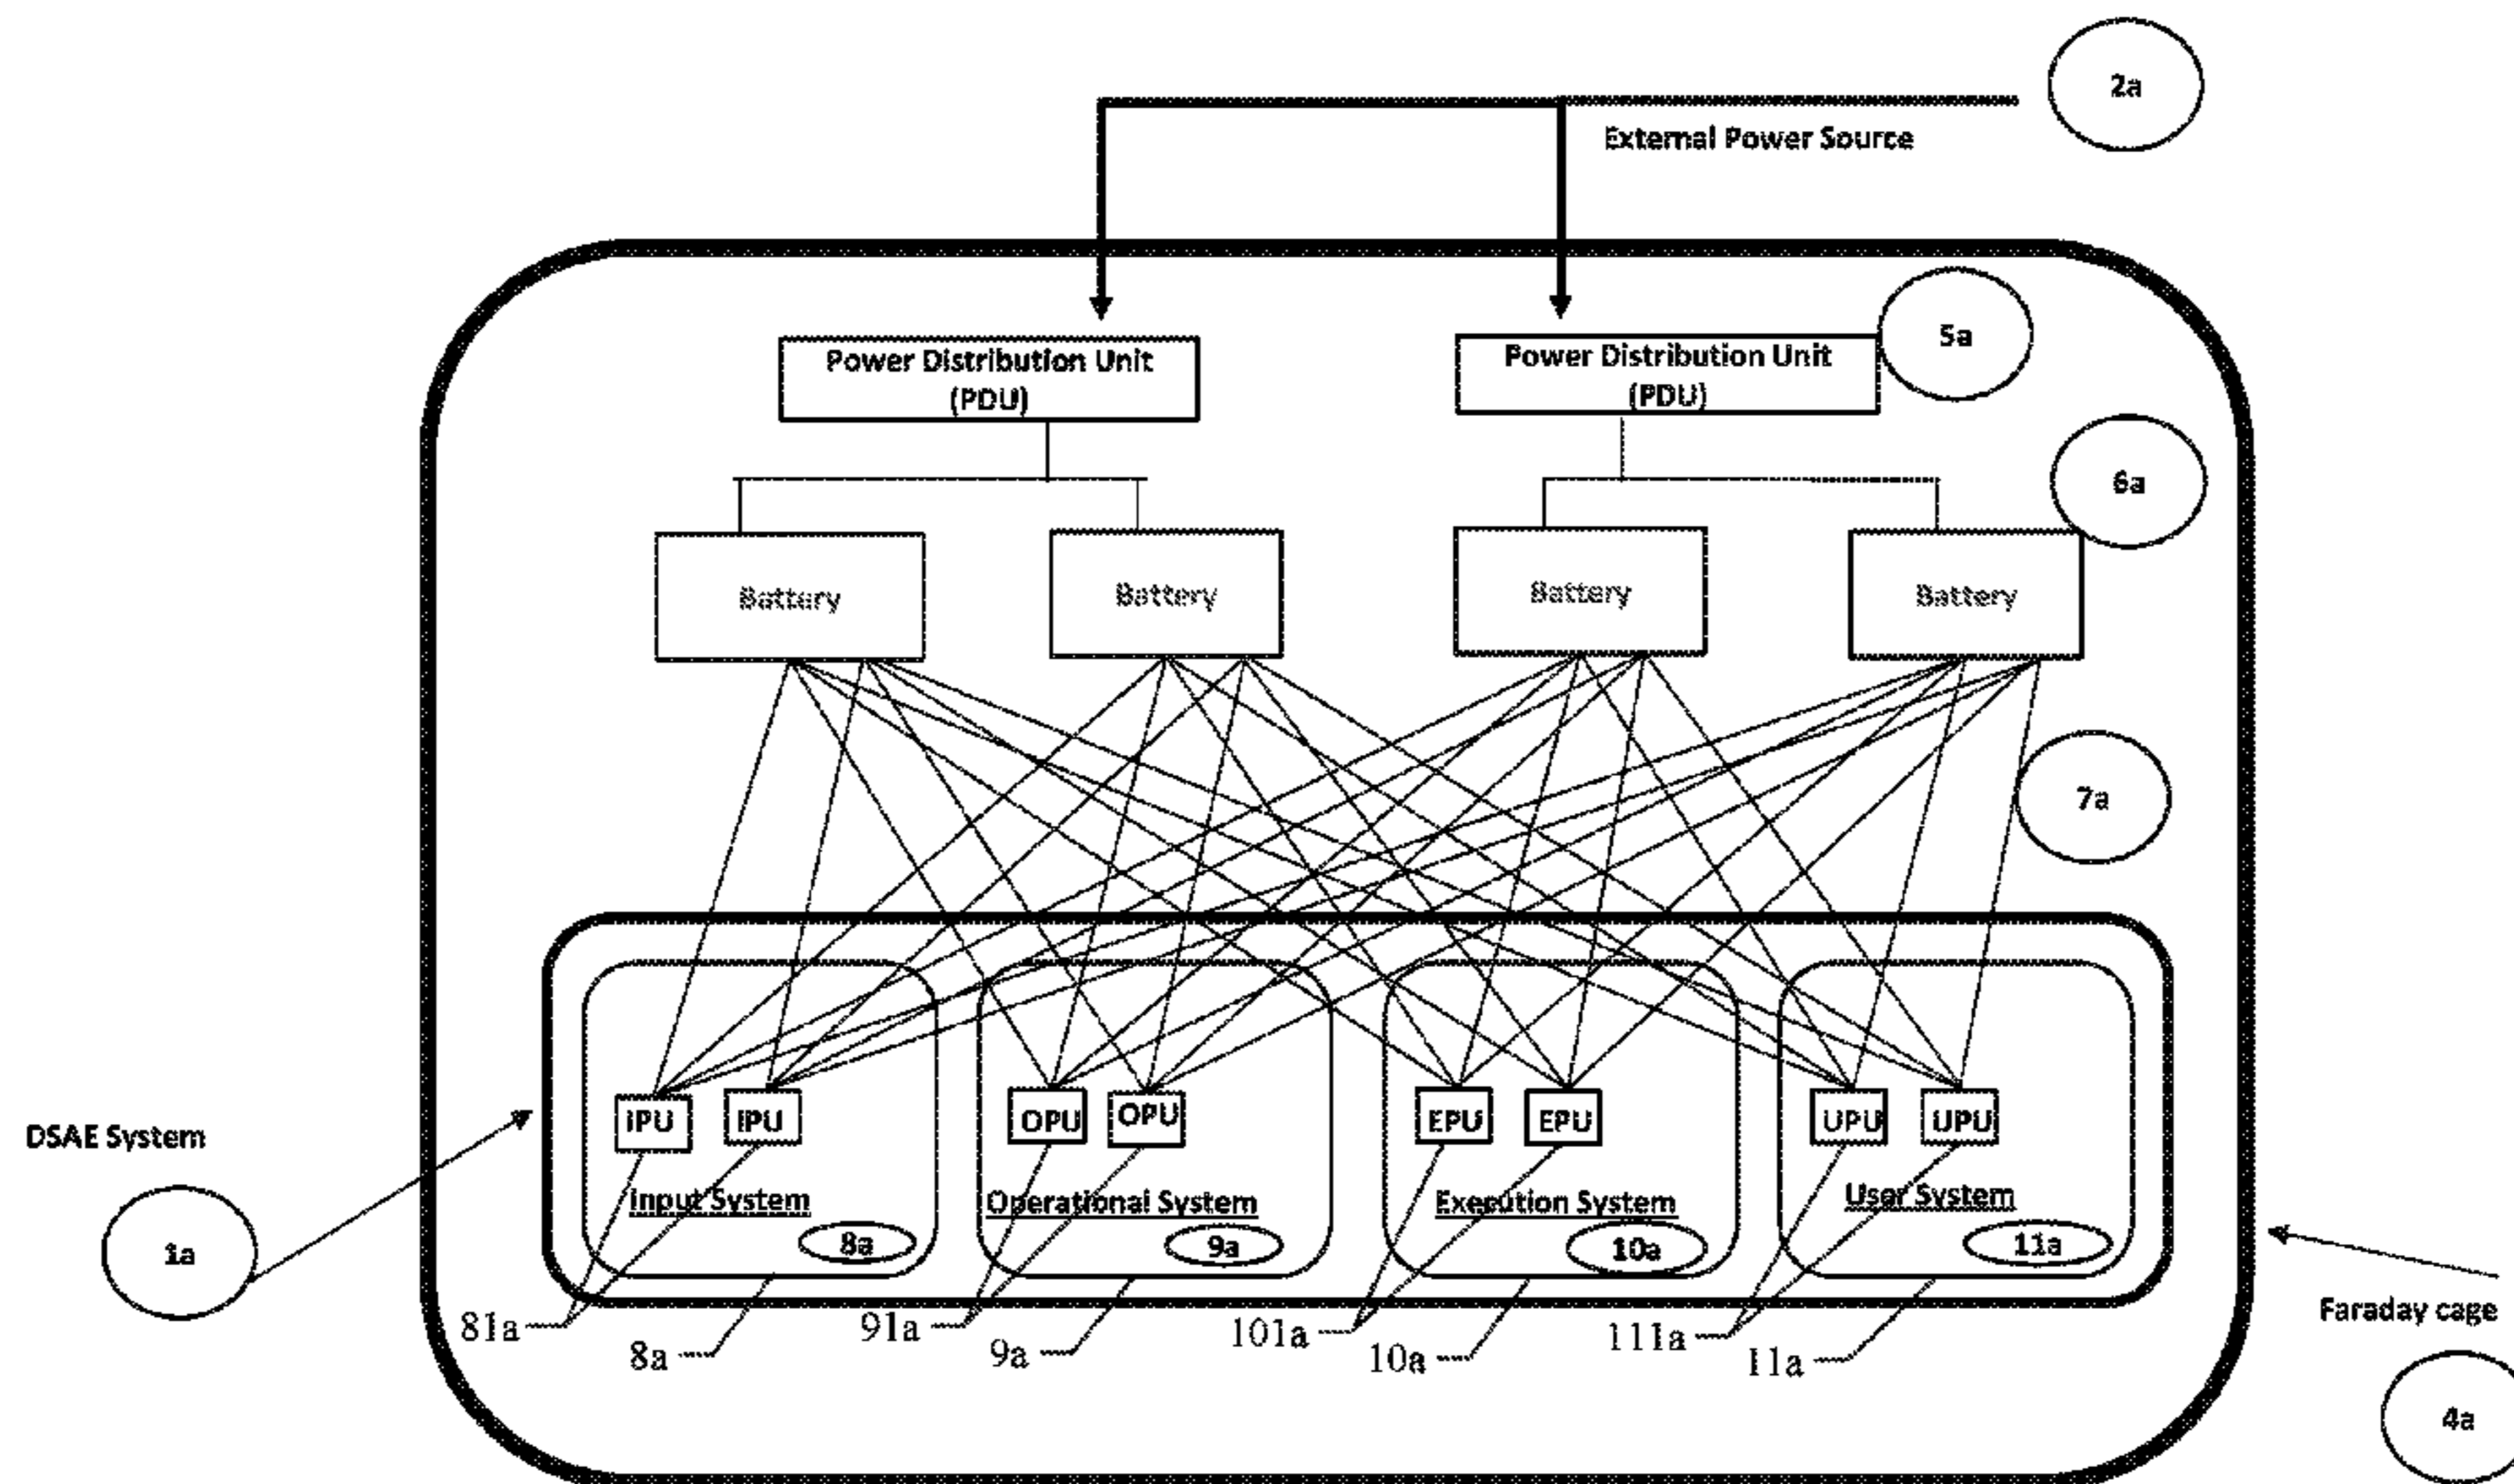 2a
External Power Source
5a
Power Distribution Unit
(PDU)
Power Distribution Unit
(PDU)
6a
Battery
Battery
Battery
Battery
7a
DSAE System
1a
IPU
IPU
OPU
OPU
EPU
EPU
UPU
UPU
Input System
Operational System
Execution System
User System
8a
9a
10a
11a
81a
8a
91a
9a
101a
10a
111a
11a
Faraday cage
4a